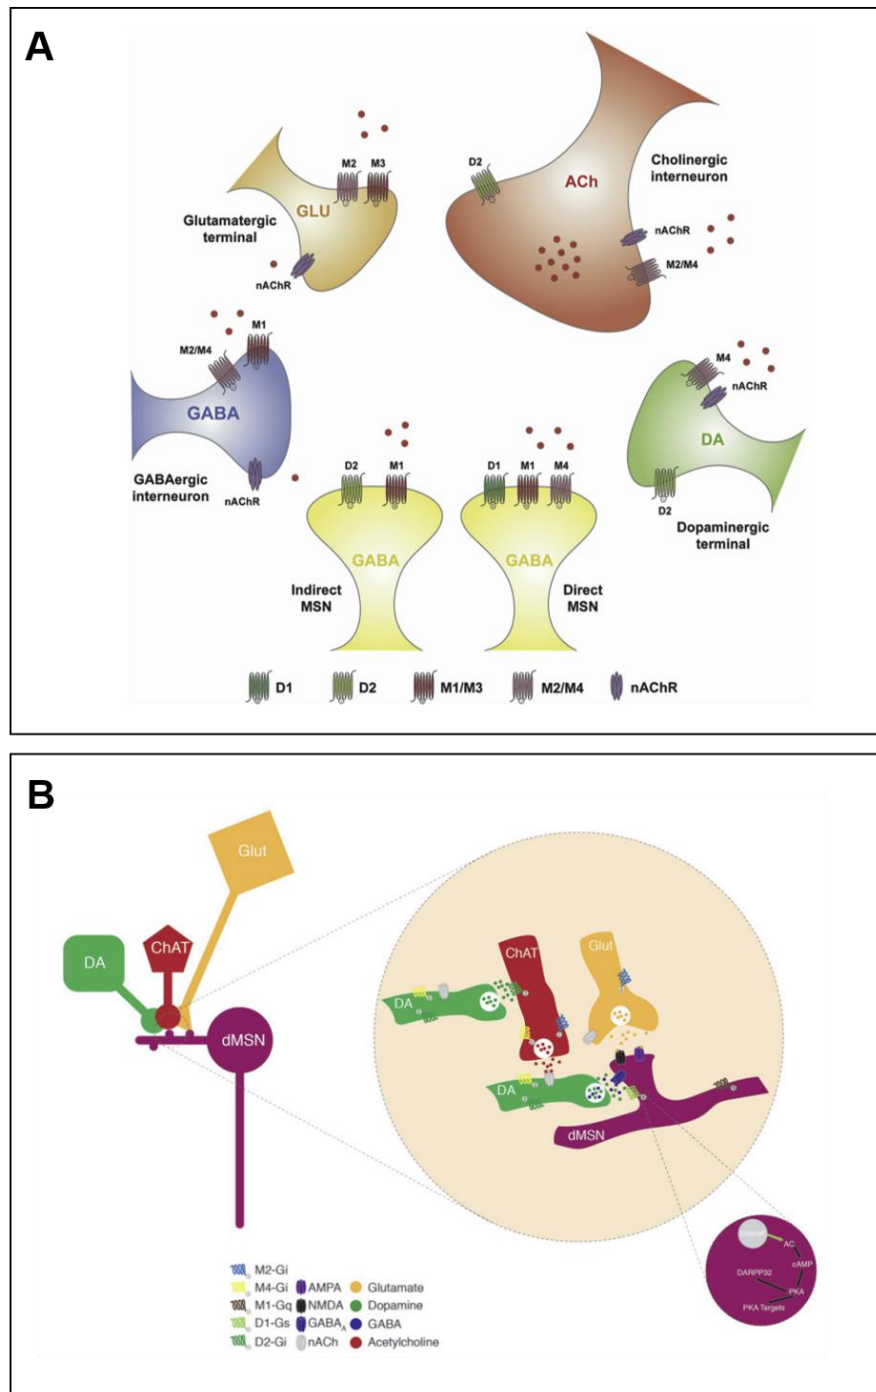 A
D2
ACh
Cholinergic
interneuron
nAChR
M2/M4
M2 M3
GLU
Glutamatergic
terminal
nAChR
M1
M2/M4
GABA
GABAergic
interneuron
nAChR
M4
nAChR
DA
D2
Dopaminergic
terminal
D2 M1
GABA
Indirect
MSN
D1 M1 M4
GABA
Direct
MSN
D1 D2 M1/M3 M2/M4 nAChR
B
Glut
ChAT
DA
dMSN
ChAT
Glut
DA
DA
dMSN
AC
cAMP
DARPP32
PKA
PKA Targets
M2-Gi
M4-Gi AMPA Glutamate
M1-Gq NMDA Dopamine
D1-Gs GABAA GABA
D2-Gi nACh Acetylcholine